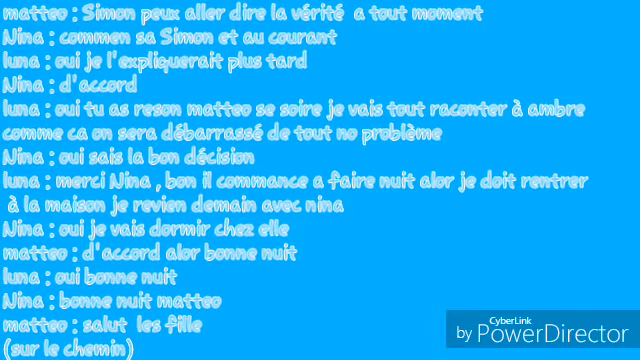 matteo : Simon peux aller dire la vérité a tout moment
Nina : commen sa Simon et au courant
luna : oui je l'expliquerait plus tard
Nina : d'accord
luna : oui tu as reson matteo se soire je vais tout raconter à ambre
comme ca on sera débarrassé de tout no problème
Nina : oui sais la bon décision
luna : merci Nina , bon il commance a faire nuit alor je doit rentrer
à la maison je revien demain avec nina
Nina : oui je vais dormir chez elle
matteo : d'accord alor bonne nuit
luna : oui bonne nuit
Nina : bonne nuit matteo
matteo : salut les fille
(sur le chemin)
CyberLink
by PowerDirector